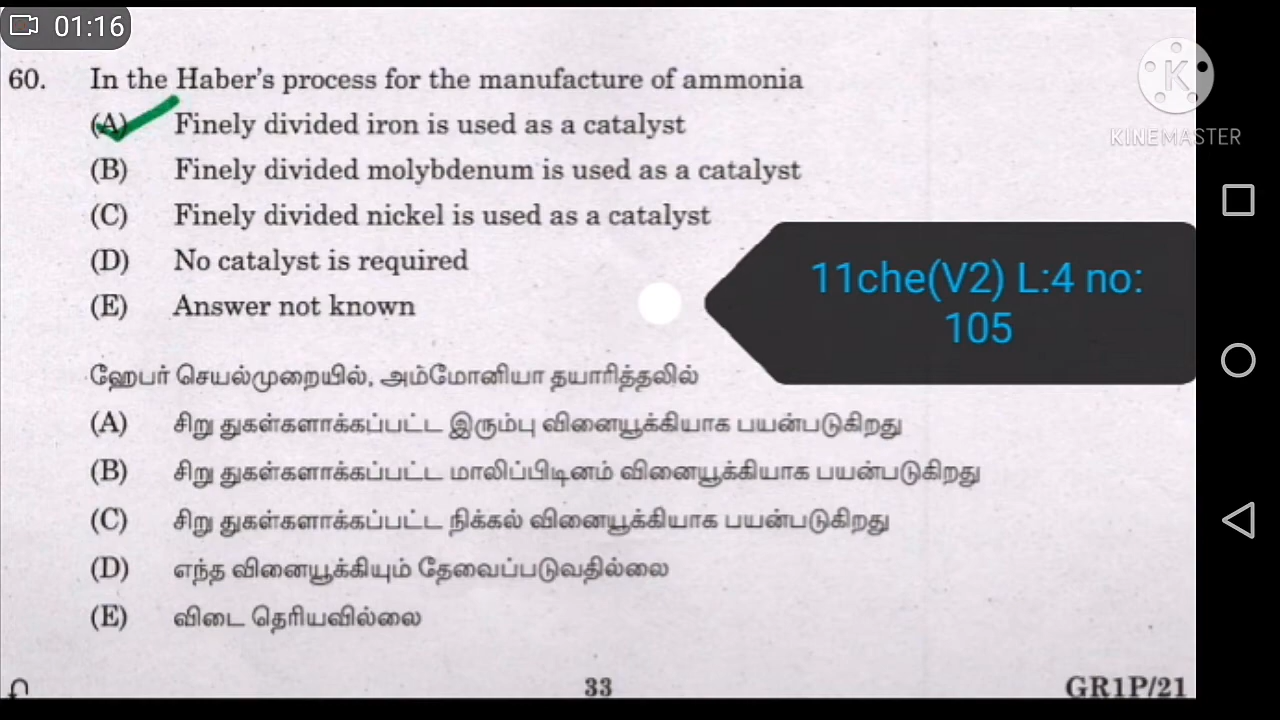 01:16
60. In the Haber's process for the manufacture of ammonia
(A) Finely divided iron is used as a catalyst
(B) Finely divided molybdenum is used as a catalyst
(C) Finely divided nickel is used as a catalyst
(D) No catalyst is required
(E) Answer not known
K
KINEMASTER
11che(V2) L:4 no:
105
ஹேபர் செயல்முறையில், அம்மோனியா தயாரித்தலில்
(A) சிறு துகள்களாக்கப்பட்ட இரும்பு வினையூக்கியாக பயன்படுகிறது
(B) சிறு துகள்களாக்கப்பட்ட மாலிப்பிடினம் வினையூக்கியாக பயன்படுகிறது
(C) சிறு துகள்களாக்கப்பட்ட நிக்கல் வினையூக்கியாக பயன்படுகிறது
(D) எந்த வினையூக்கியும் தேவைப்படுவதில்லை
(E) விடை தெரியவில்லை
33
GR1P/21